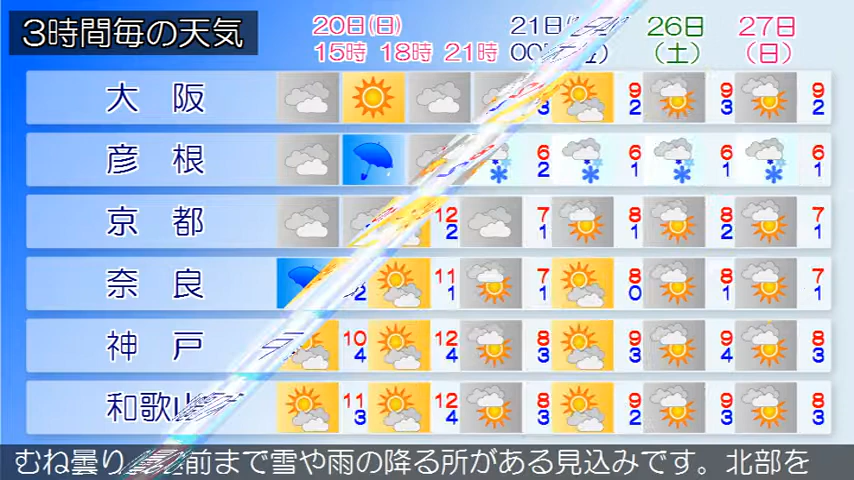 3時間毎の天気
20日(日) 21日 26日 27日
15時 18時 21時 00 (土) (日)
大阪 3 9 2 9 3 9 2
彦根 6 2 6 1 6 1 6 1
京都 12 2 7 1 8 1 8 2 7 1
奈良 2 11 1 7 1 8 0 8 1 7 1
神戸 10 4 12 4 8 3 9 3 9 4 8 3
和歌山 11 3 12 4 8 3 9 2 9 3 8 3
むね曇り 前まで雪や雨の降る所がある見込みです。北部を